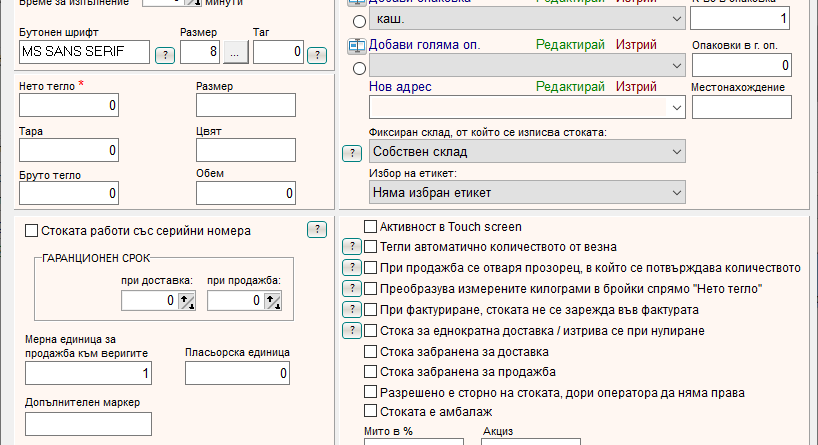 Време за изпълнение
0
минути
Бутонен шрифт
Размер
Таг
MS SANS SERIF
?
8
...
0
?
Нето тегло *
Размер
0
Тара
Цвят
0
Бруто тегло
Обем
0
0
Стоката работи със серийни номера
?
ГАРАНЦИОНЕН СРОК
при доставка:
при продажба:
0
0
Мерна единица за
продажба към веригите
Пласьорска единица
1
0
Допълнителен маркер
Добави опаковка
Редактирай
Изтрий
К-во в опаковка
каш.
1
Добави голяма оп.
Редактирай
Изтрий
Опаковки в г. оп.
0
Нов адрес
Редактирай
Изтрий
Местонахождение
Фиксиран склад, от който се изписва стоката:
?
Собствен склад
Избор на етикет:
Няма избран етикет
Активност в Touch screen
? Тегли автоматично количеството от везна
? При продажба се отваря прозорец, в който се потвърждава количеството
? Преобразува измерените килограми в бройки спрямо "Нето тегло"
? При фактуриране, стоката не се зарежда във фактурата
? Стока за еднократна доставка / изтрива се при нулиране
Стока забранена за доставка
Стока забранена за продажба
Разрешено е сторно на стоката, дори оператора да няма права
Стоката е амбалаж
Мито в %
Акциз